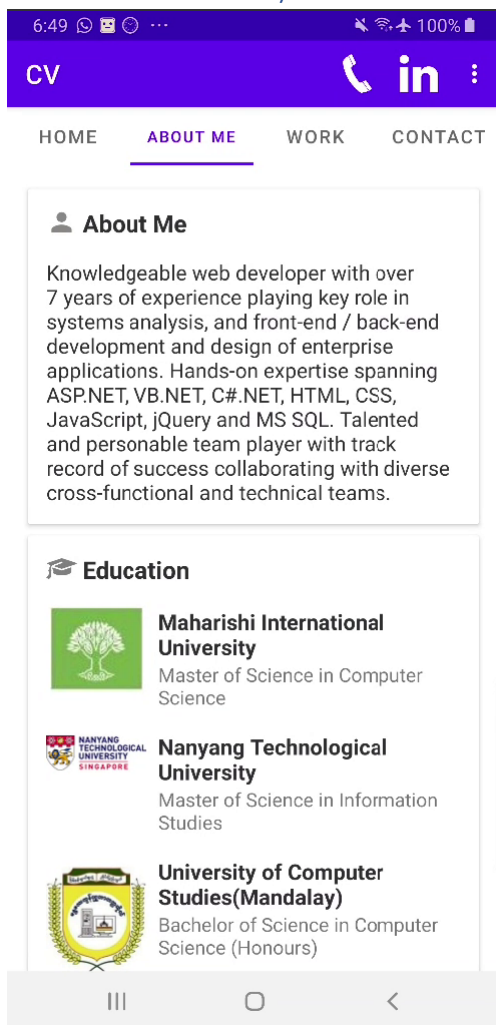 6:49 ... 100%
CV in
HOME ABOUT ME WORK CONTACT
About Me
Knowledgeable web developer with over
7 years of experience playing key role in
systems analysis, and front-end / back-end
development and design of enterprise
applications. Hands-on expertise spanning
ASP.NET, VB.NET, C#.NET, HTML, CSS,
JavaScript, jQuery and MS SQL. Talented
and personable team player with track
record of success collaborating with diverse
cross-functional and technical teams.
Education
Maharishi International
University
Master of Science in Computer
Science
NANYANG
TECHNOLOGICAL
UNIVERSITY
SINGAPORE
Nanyang Technological
University
Master of Science in Information
Studies
University of Computer
Studies(Mandalay)
Bachelor of Science in Computer
Science (Honours)